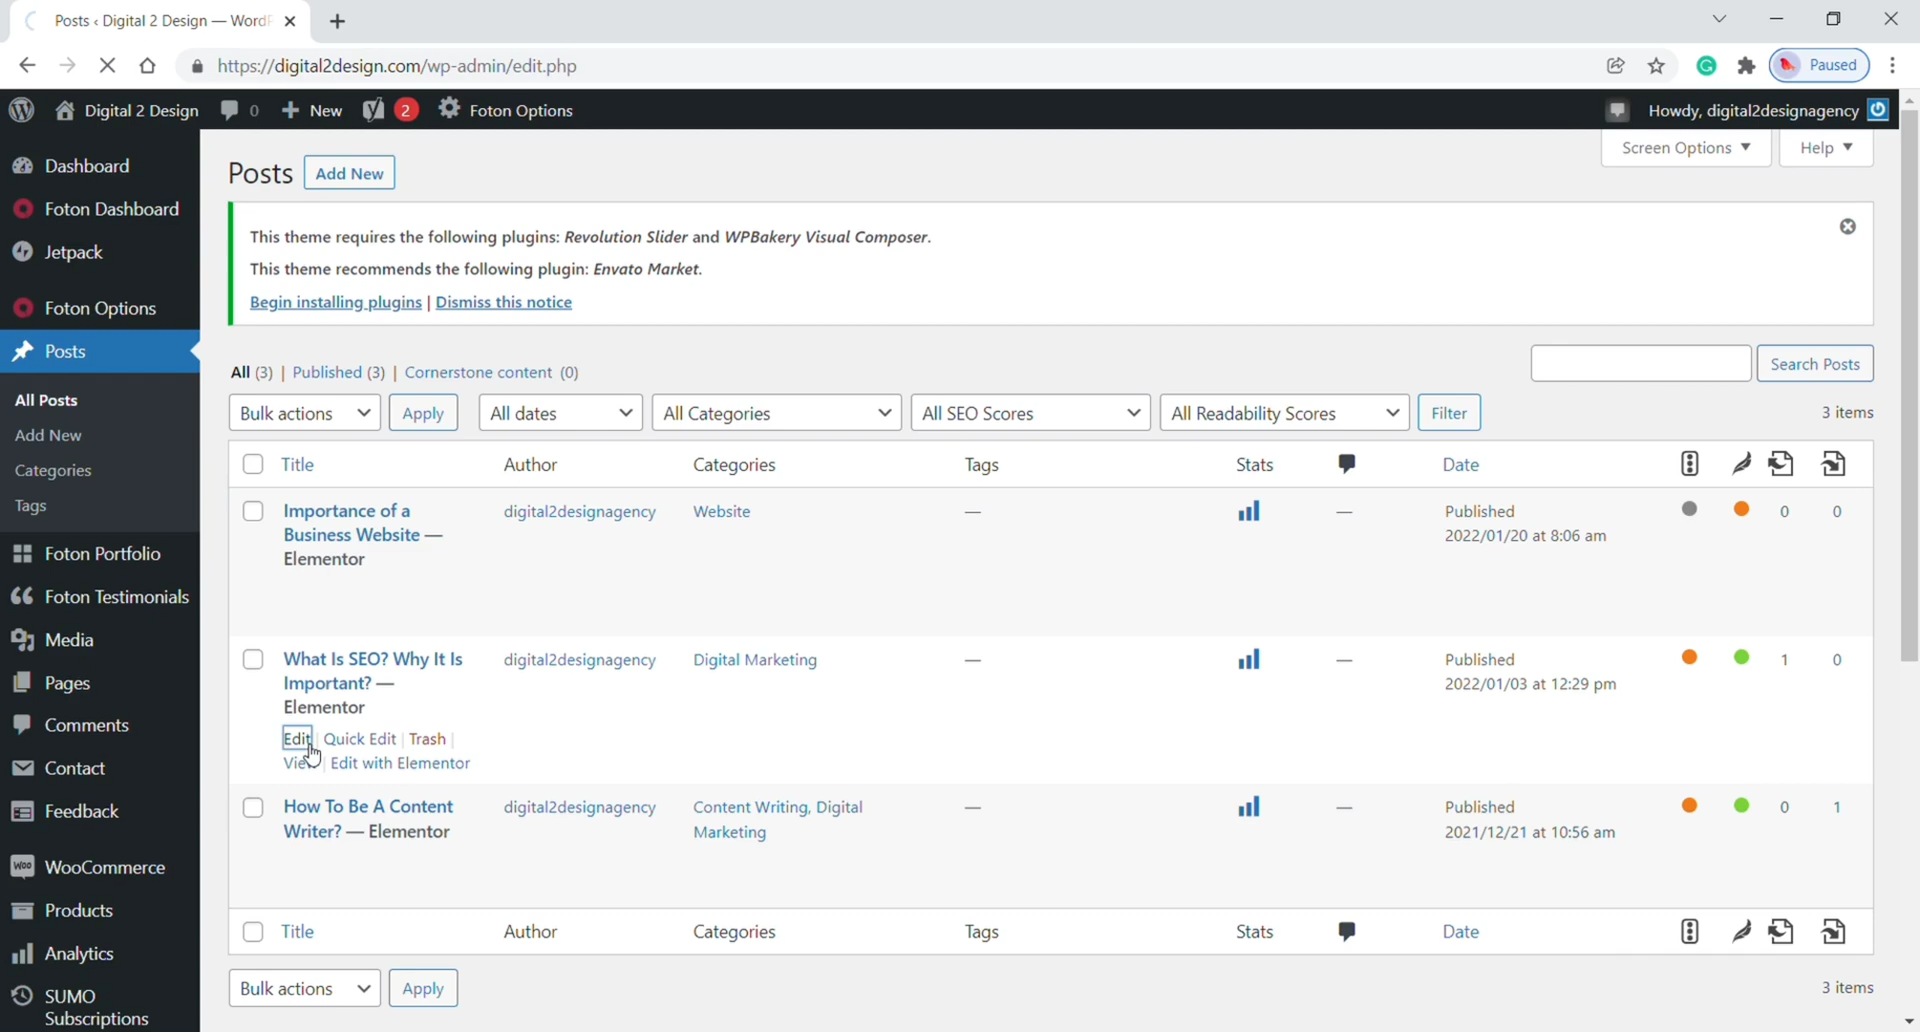 Posts ‹ Digital 2 Design — WordP
https://digital2design.com/wp-admin/edit.php
Paused
Digital 2 Design 0 New 2 Foton Options
Howdy, digital2designagency
Dashboard
Foton Dashboard
Jetpack
Foton Options
Posts
All Posts
Add New
Categories
Tags
Foton Portfolio
Foton Testimonials
Media
Pages
Comments
Contact
Feedback
WooCommerce
Products
Analytics
SUMO
Subscriptions
Screen Options Help
Posts Add New
This theme requires the following plugins: Revolution Slider and WPBakery Visual Composer.
This theme recommends the following plugin: Envato Market.
Begin installing plugins | Dismiss this notice
All (3) | Published (3) | Cornerstone content (0)
Search Posts
Bulk actions Apply All dates All Categories All SEO Scores All Readability Scores Filter 3 items
Title Author Categories Tags Stats Date
Importance of a digital2designagency Website — — Published 0 0
Business Website — 2022/01/20 at 8:06 am
Elementor
What Is SEO? Why It Is digital2designagency Digital Marketing — — Published 1 0
Important? — 2022/01/03 at 12:29 pm
Elementor
Edit | Quick Edit | Trash |
View | Edit with Elementor
How To Be A Content digital2designagency Content Writing, Digital — — Published 0 1
Writer? — Elementor Marketing 2021/12/21 at 10:56 am
Title Author Categories Tags Stats Date
Bulk actions Apply 3 items